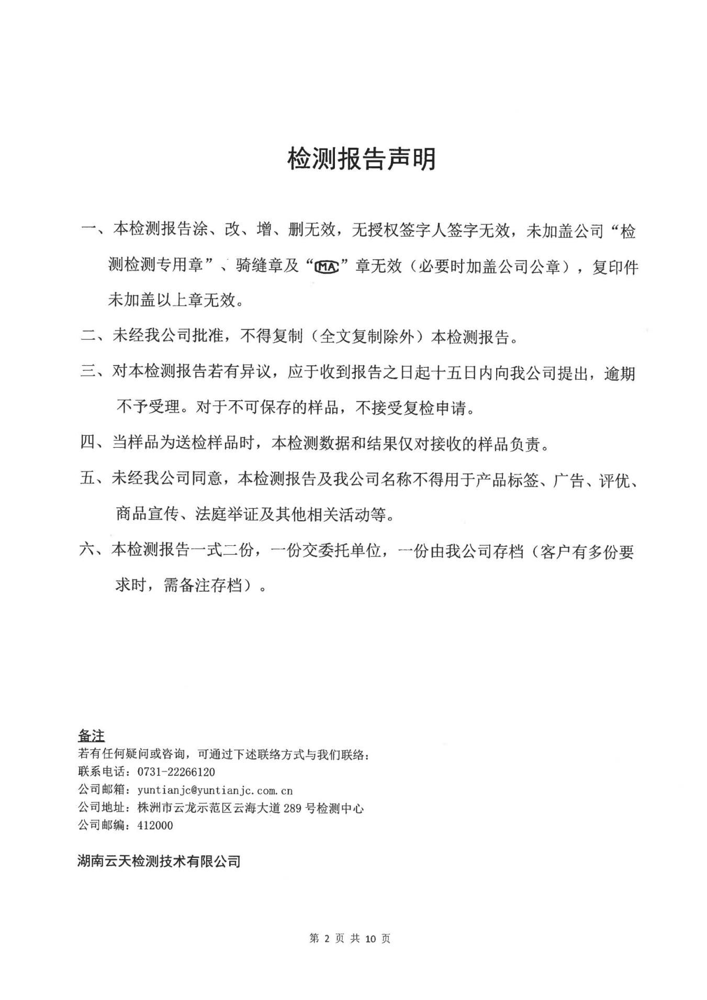 检测报告声明
一、本检测报告涂、改、增、删无效，无授权签字人签字无效，未加盖公司“检
测检测专用章”、骑缝章及“MA”章无效（必要时加盖公司公章），复印件
未加盖以上章无效。
二、未经我公司批准，不得复制（全文复制除外）本检测报告。
三、对本检测报告若有异议，应于收到报告之日起十五日内向我公司提出，逾期
不予受理。对于不可保存的样品，不接受复检申请。
四、当样品为送检样品时，本检测数据和结果仅对接收的样品负责。
五、未经我公司同意，本检测报告及我公司名称不得用于产品标签、广告、评优、
商品宣传、法庭举证及其他相关活动等。
六、本检测报告一式二份，一份交委托单位，一份由我公司存档（客户有多份要
求时，需备注存档）。
备注
若有任何疑问或咨询，可通过下述联络方式与我们联络：
联系电话：0731-22266120
公司邮箱：yuntianjc@yuntianjc.com.cn
公司地址：株洲市云龙示范区云海大道 289 号检测中心
公司邮编：412000
湖南云天检测技术有限公司
第 2 页 共 10 页